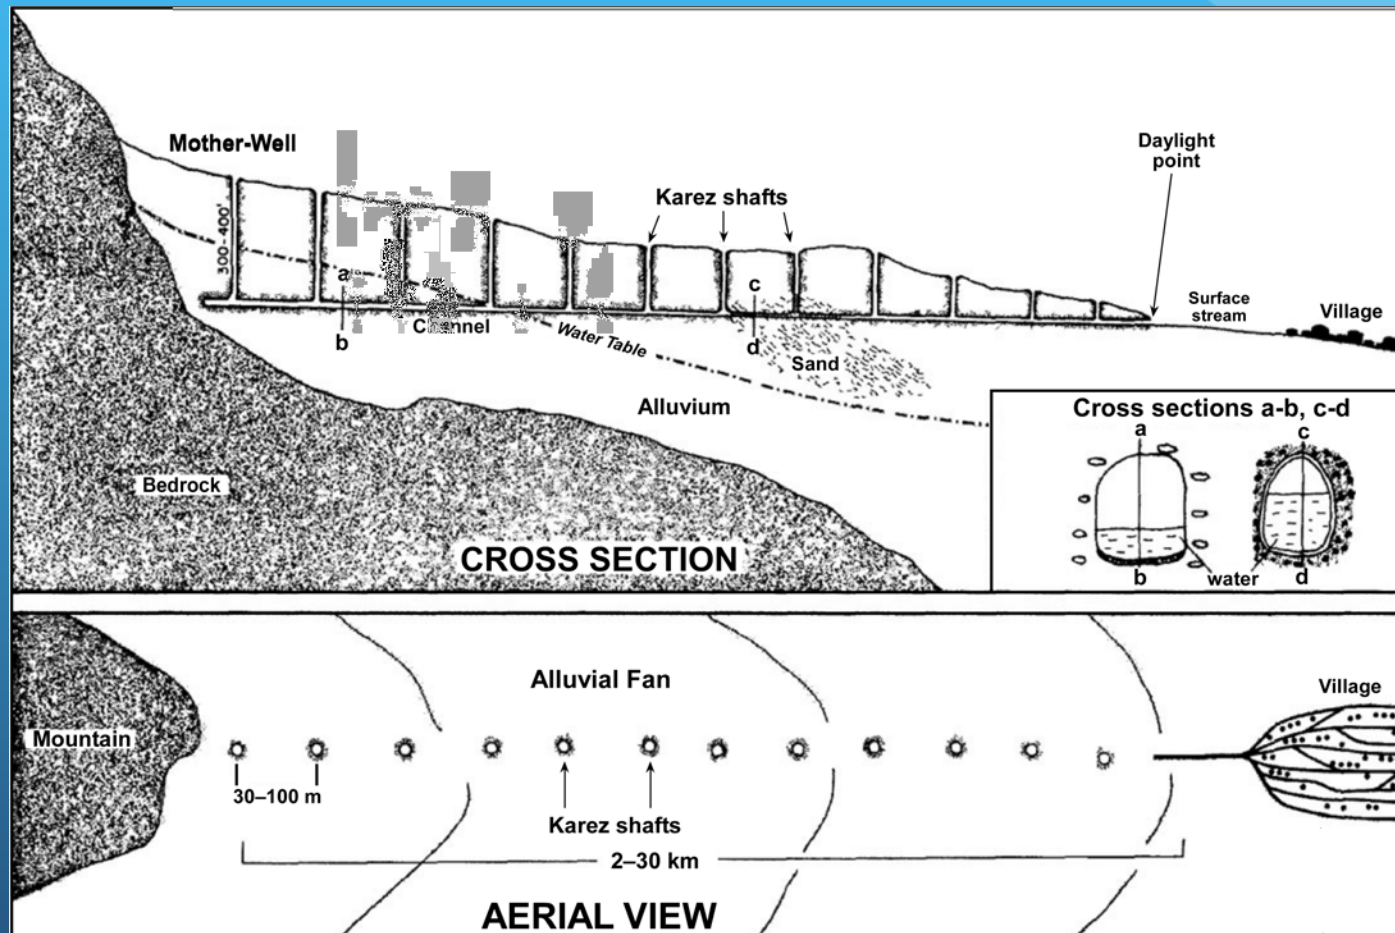 Mother-Well
Daylight
point
Karez shafts
300-400'
a
b
c
d
Channel
Water Table
Sand
Surface
stream
Village
Alluvium
Bedrock
CROSS SECTION
Cross sections a-b, c-d
a
c
b
water
d
Alluvial Fan
Village
Mountain
30–100 m
Karez shafts
2–30 km
AERIAL VIEW